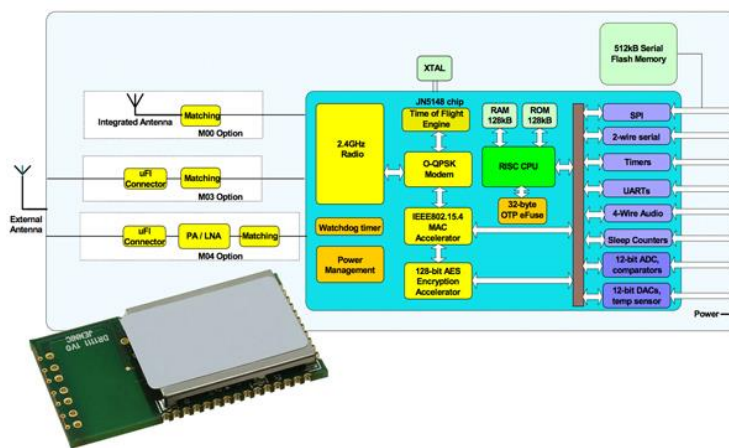 XTAL
512kB Serial
Flash Memory
JN5148 chip
Integrated Antenna
Matching
M00 Option
2.4GHz
Radio
Time of Flight
Engine
RAM
128kB
ROM
128kB
SPI
2-wire serial
O-QPSK
Modem
RISC CPU
Timers
uFl
Connector
Matching
M03 Option
UARTs
32-byte
OTP eFuse
4-Wire Audio
External
Antenna
uFl
Connector
PA / LNA
Matching
M04 Option
Watchdog timer
IEEE802.15.4
MAC
Accelerator
Sleep Counters
Power
Management
128-bit AES
Encryption
Accelerator
12-bit ADC,
comparators
12-bit DACs,
temp sensor
Power
DR1111 1V0
JENNIC